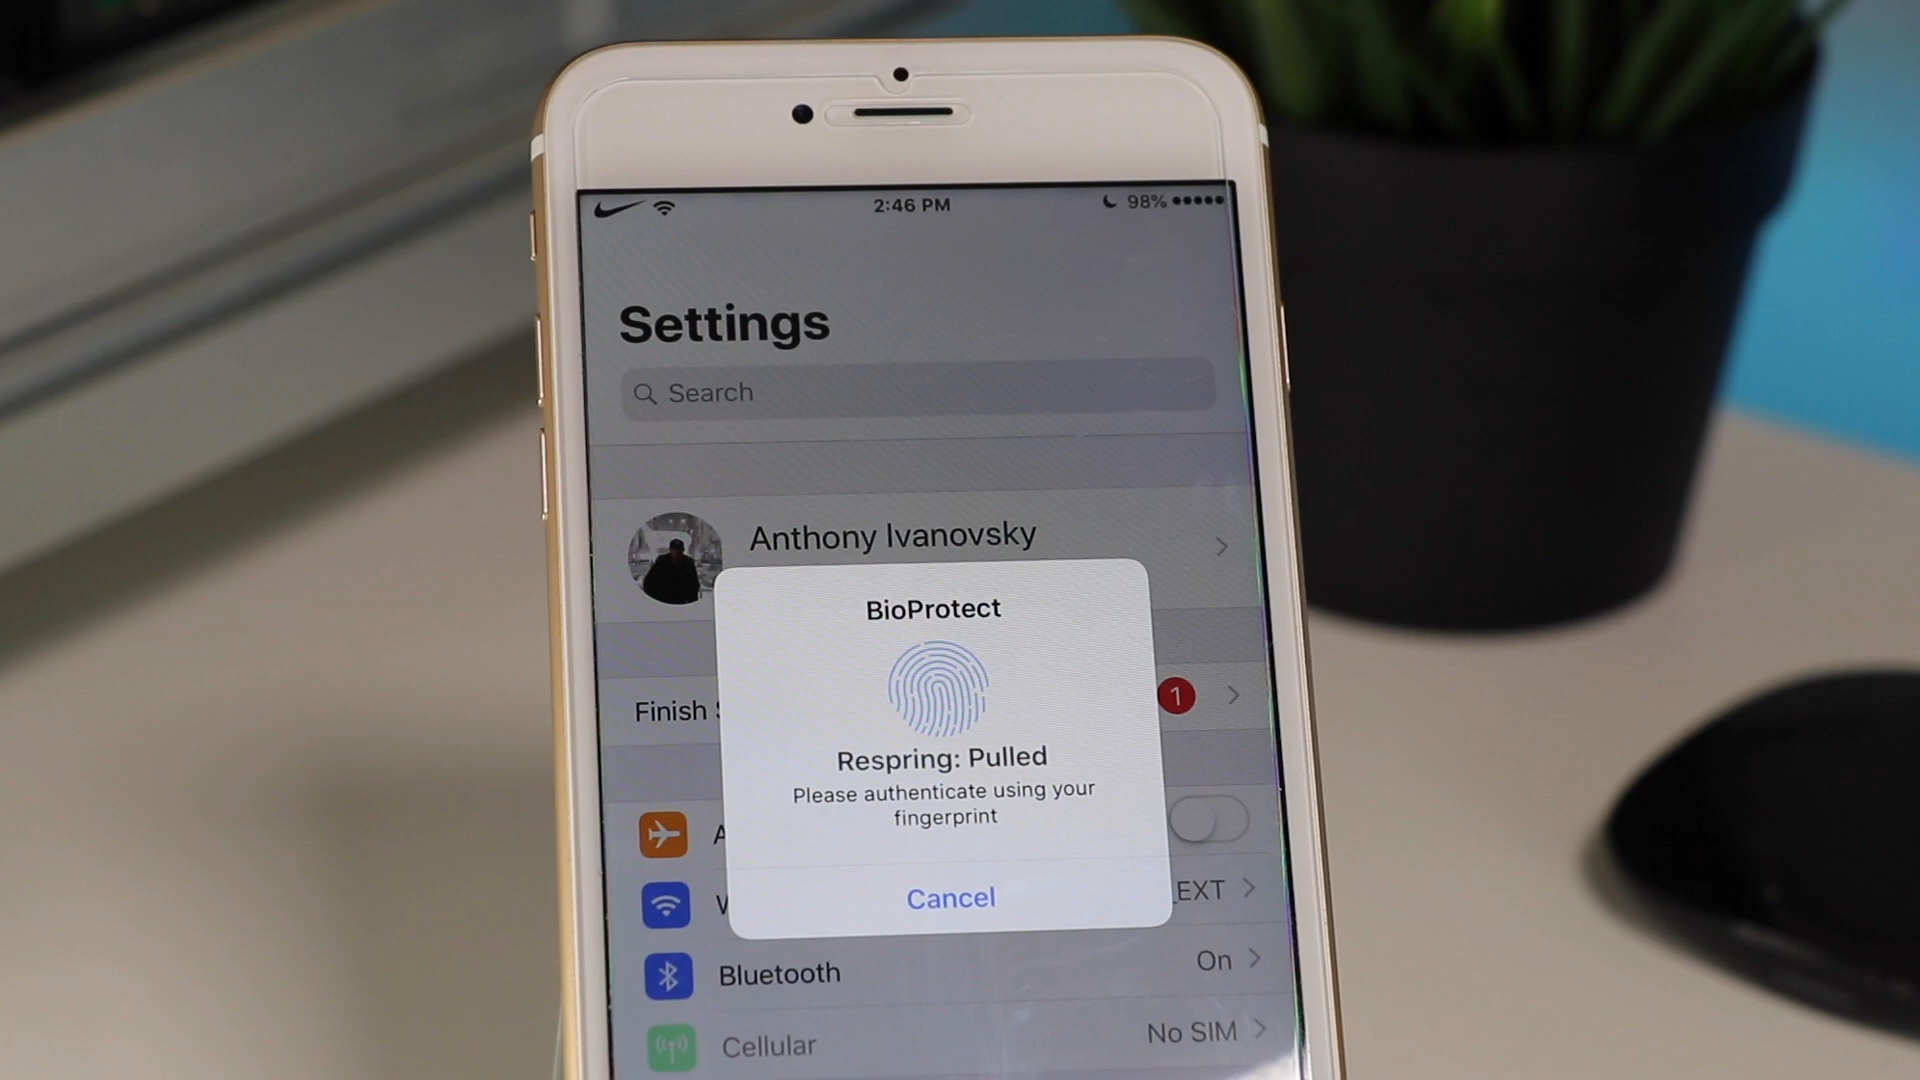 2:46 PM
98%
Settings
Search
Anthony Ivanovsky
BioProtect
Finish
1
Respring: Pulled
Please authenticate using your
fingerprint
Cancel
_EXT
Bluetooth
On
Cellular
No SIM